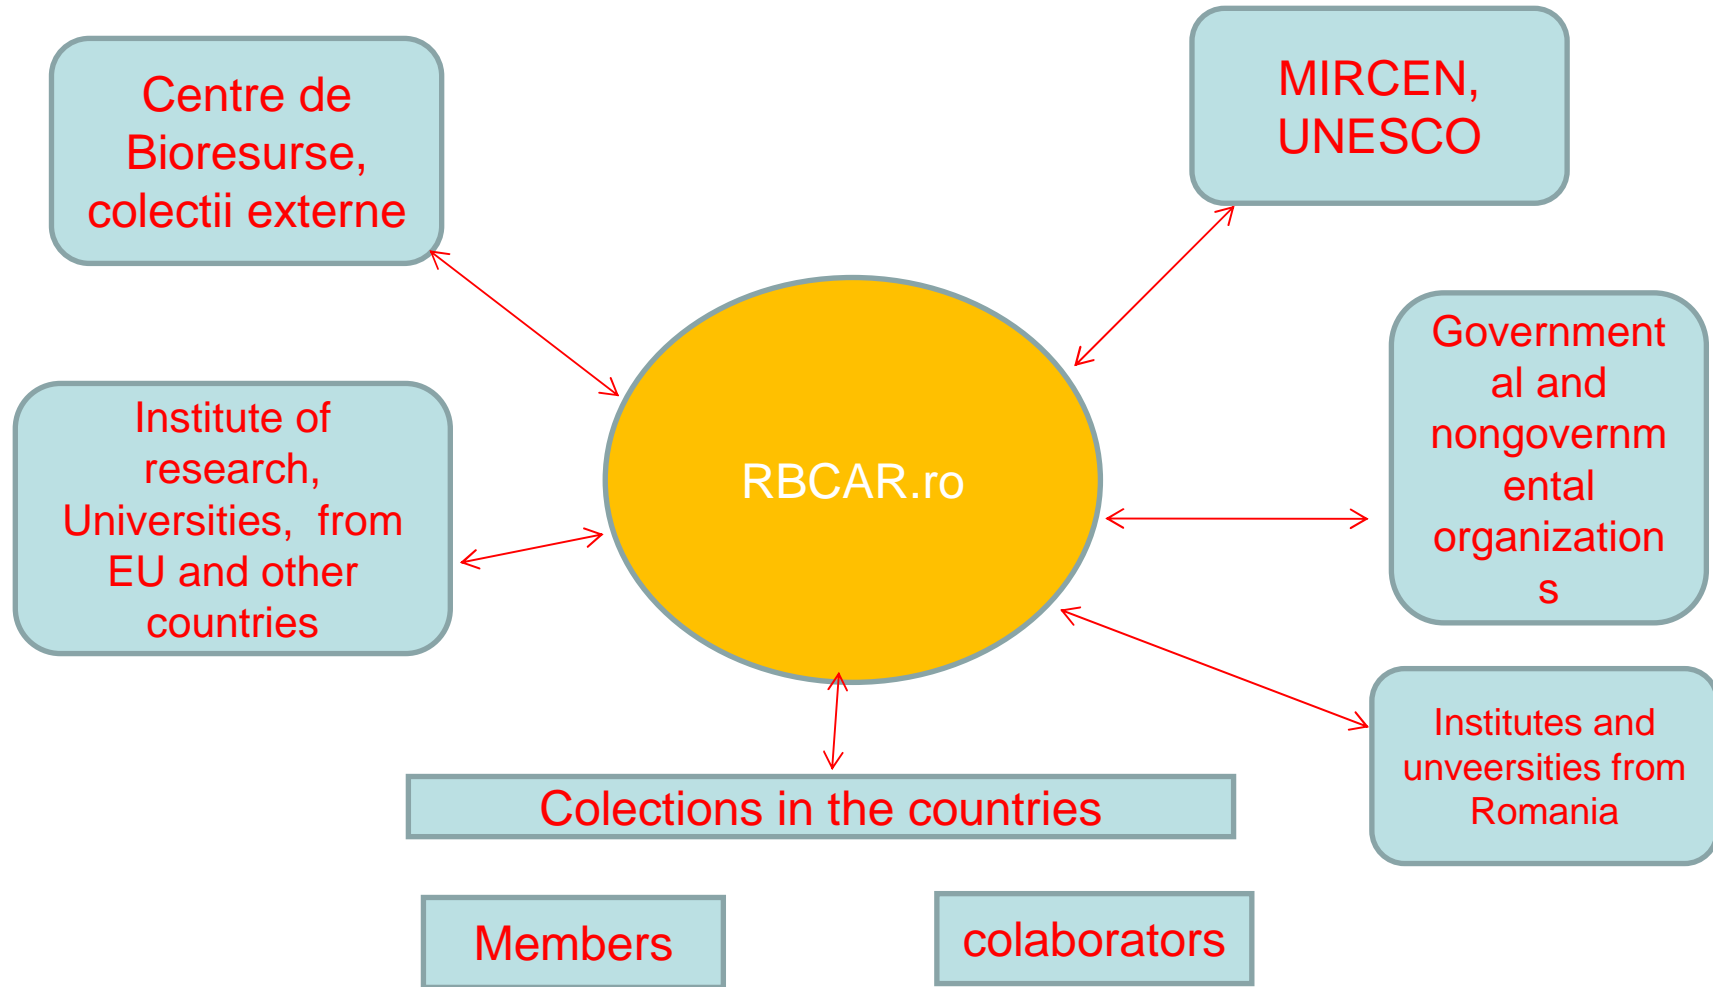 Centre de
Bioresurse,
colectii externe
MIRCEN,
UNESCO
Institute of
research,
Universities, from
EU and other
countries
RBCAR.ro
Government
al and
nongovernm
ental
organization
s
Institutes and
unveersities from
Romania
Colections in the countries
Members
colaborators